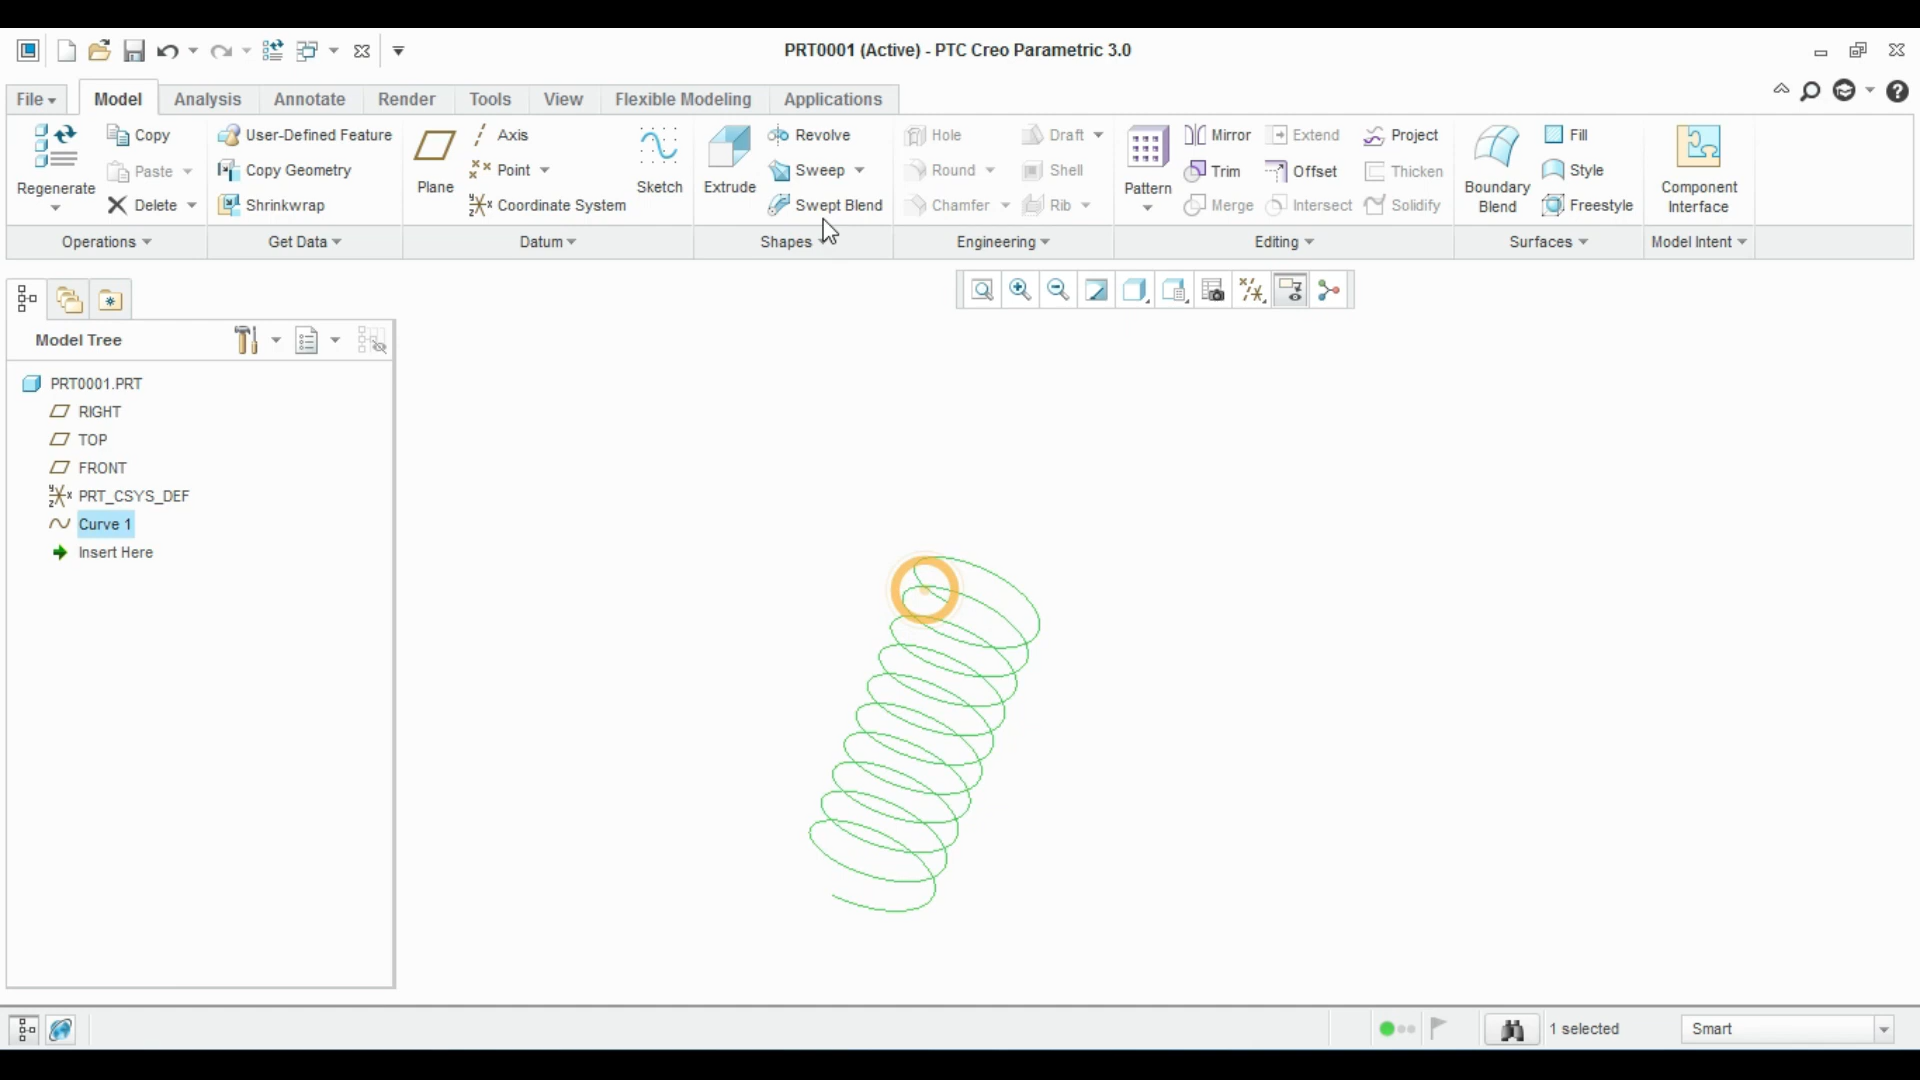 PRT0001 (Active) - PTC Creo Parametric 3.0
File Model Analysis Annotate Render Tools View Flexible Modeling Applications
Regenerate
Copy
Paste
Delete
Operations
User-Defined Feature
Copy Geometry
Shrinkwrap
Get Data
Plane
Axis
Point
Coordinate System
Sketch
Datum
Extrude
Revolve
Sweep
Swept Blend
Shapes
Hole
Round
Chamfer
Draft
Shell
Rib
Engineering
Pattern
Mirror
Trim
Merge
Extend
Offset
Intersect
Project
Thicken
Solidify
Editing
Boundary
Blend
Fill
Style
Freestyle
Surfaces
Component
Interface
Model Intent
Model Tree
PRT0001.PRT
RIGHT
TOP
FRONT
PRT_CSYS_DEF
Curve 1
Insert Here
1 selected
Smart